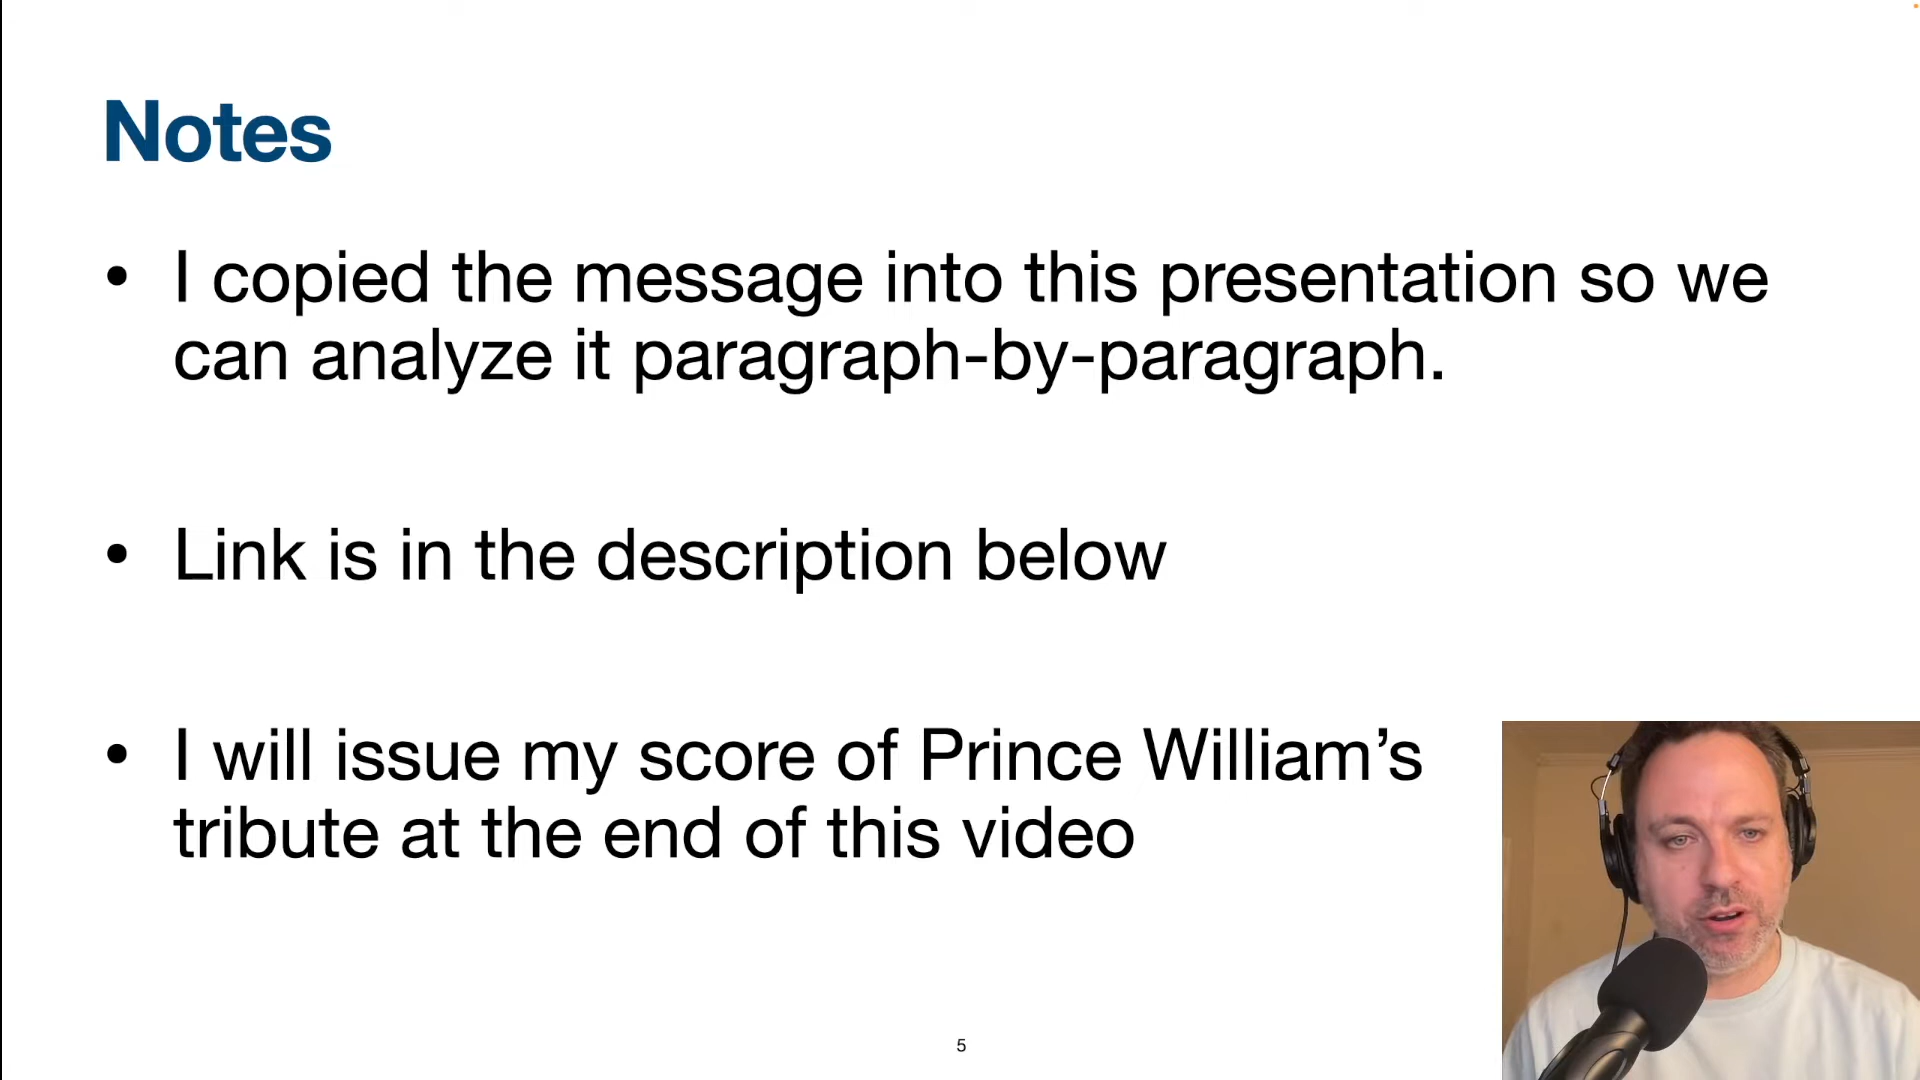 Notes
• I copied the message into this presentation so we
can analyze it paragraph-by-paragraph.
• Link is in the description below
• I will issue my score of Prince William’s
tribute at the end of this video
5